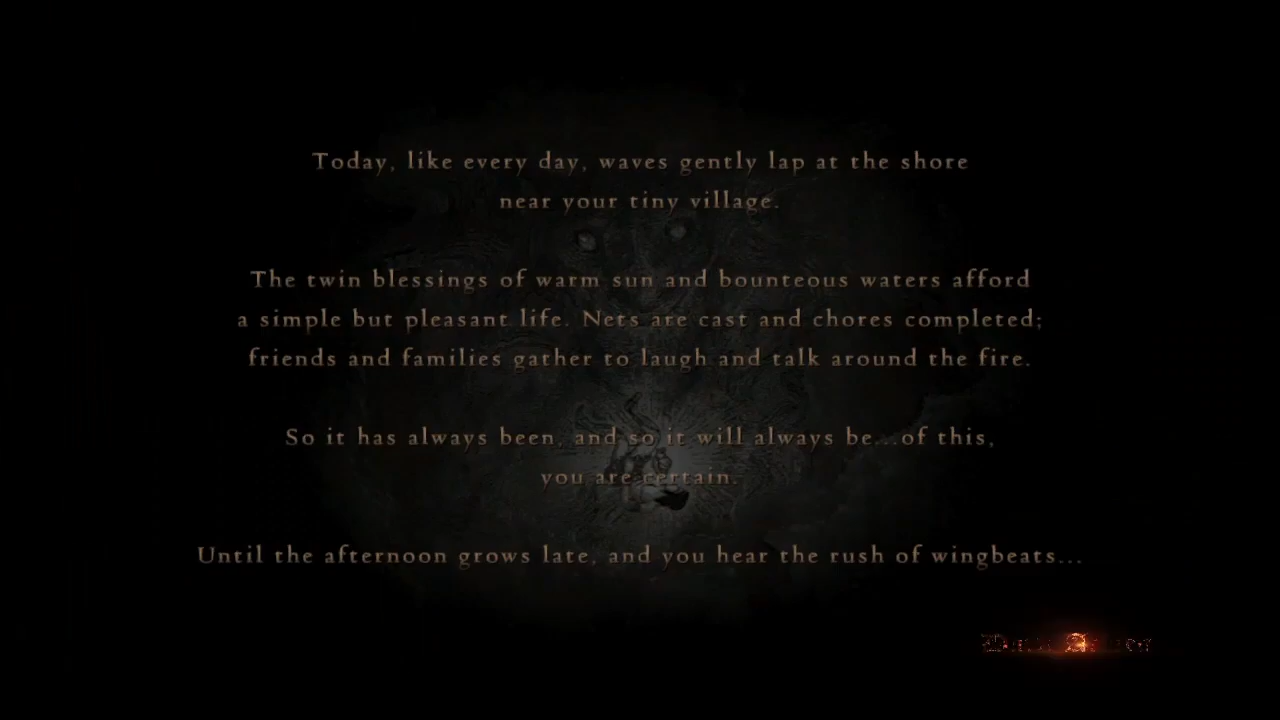 Today, like every day, waves gently lap at the shore
near your tiny village.
The twin blessings of warm sun and bounteous waters afford
a simple but pleasant life. Nets are cast and chores completed;
friends and families gather to laugh and talk around the fire.
So it has always been, and so it will always be...of this,
you are certain.
Until the afternoon grows late, and you hear the rush of wingbeats...